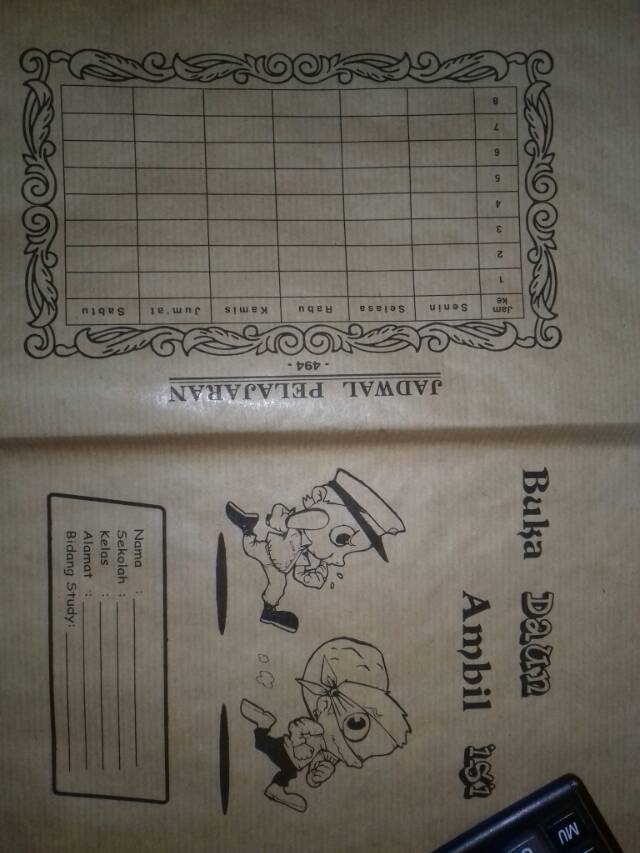 JADWAL PELAJARAN
- 494 -
Jam ke Senin Selasa Rabu Kamis Jum'at Sabtu
1
2
3
4
5
6
7
8
Buka Daun
Ambil isi
Nama :
Sekolah :
Kelas :
Alamat :
Bidang Study:
MU